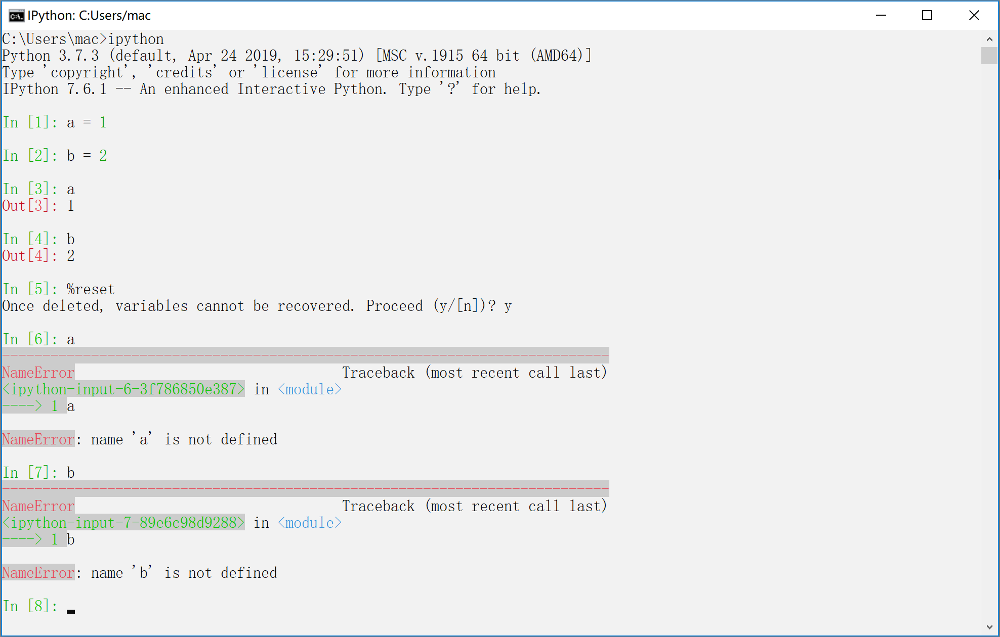 IPython: C:Users/mac
C:\Users\mac>ipython
Python 3.7.3 (default, Apr 24 2019, 15:29:51) [MSC v.1915 64 bit (AMD64)]
Type 'copyright', 'credits' or 'license' for more information
IPython 7.6.1 -- An enhanced Interactive Python. Type '?' for help.
In [1]: a = 1
In [2]: b = 2
In [3]: a
Out[3]: 1
In [4]: b
Out[4]: 2
In [5]: %reset
Once deleted, variables cannot be recovered. Proceed (y/[n])? y
In [6]: a
---------------------------------------------------------------------------
NameError                                 Traceback (most recent call last)
<ipython-input-6-3f786850e387> in <module>
----> 1 a
NameError: name 'a' is not defined
In [7]: b
---------------------------------------------------------------------------
NameError                                 Traceback (most recent call last)
<ipython-input-7-89e6c98d9288> in <module>
----> 1 b
NameError: name 'b' is not defined
In [8]: